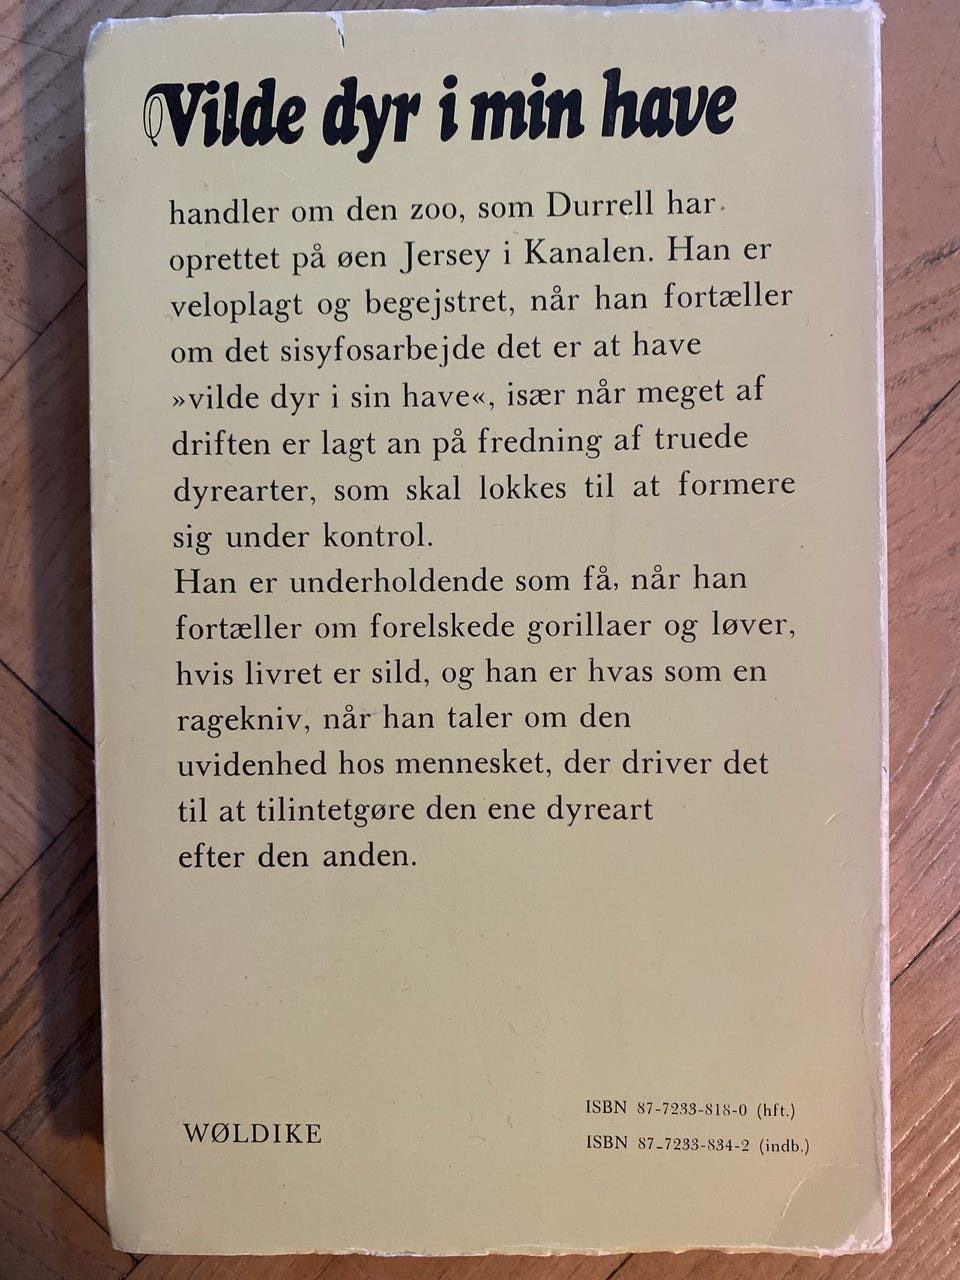 Vilde dyr i min have
handler om den zoo, som Durrell har
oprettet på øen Jersey i Kanalen. Han er
veloplagt og begejstret, når han fortæller
om det sisyfosarbejde det er at have
»vilde dyr i sin have«, især når meget af
driften er lagt an på fredning af truede
dyrearter, som skal lokkes til at formere
sig under kontrol.
Han er underholdende som få, når han
fortæller om forelskede gorillaer og løver,
hvis livret er sild, og han er hvas som en
ragekniv, når han taler om den
uvidenhed hos mennesket, der driver det
til at tilintetgøre den ene dyreart
efter den anden.
WØLDIKE
ISBN 87-7233-818-0 (hft.)
ISBN 87-7233-834-2 (indb.)